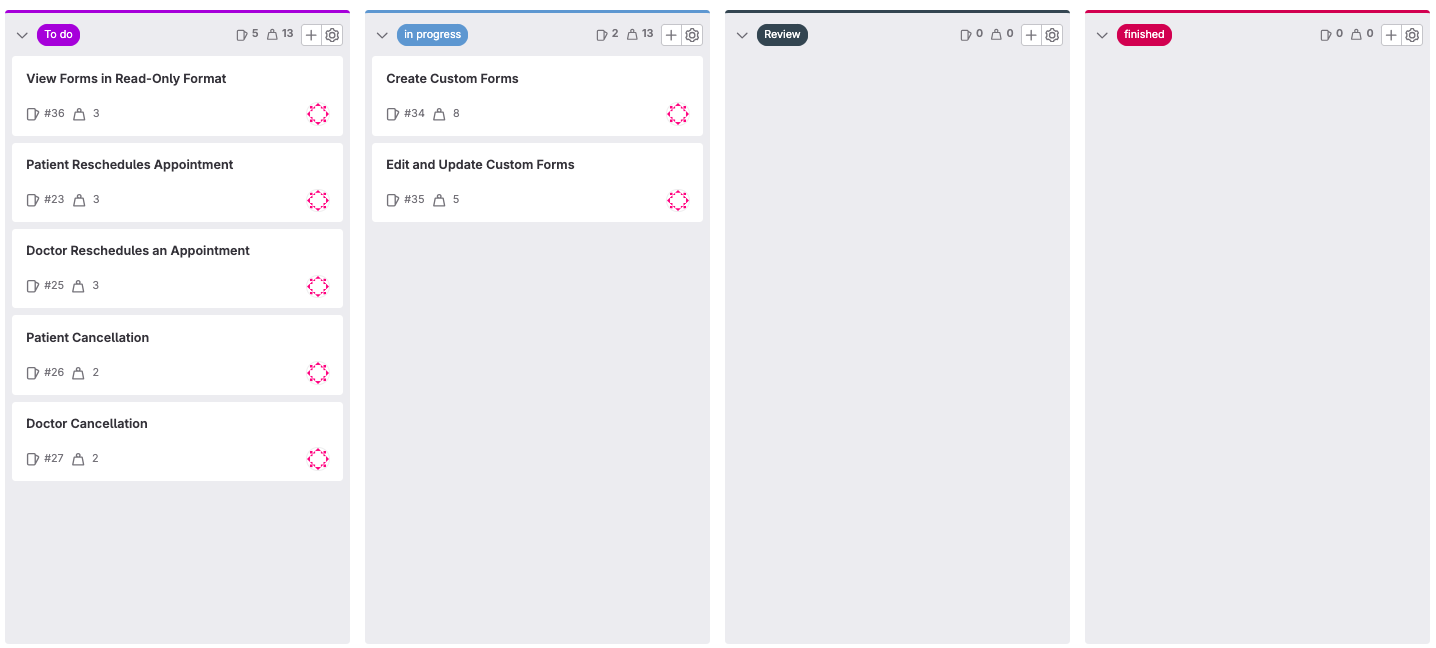 To do 5 13
View Forms in Read-Only Format
#36 3
Patient Reschedules Appointment
#23 3
Doctor Reschedules an Appointment
#25 3
Patient Cancellation
#26 2
Doctor Cancellation
#27 2
in progress 2 13
Create Custom Forms
#34 8
Edit and Update Custom Forms
#35 5
Review 0 0
finished 0 0